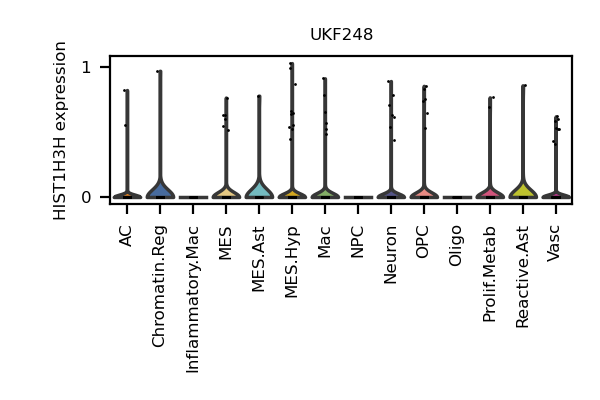 UKF248
HIST1H3H expression
1
0
AC
Chromatin.Reg
Inflammatory.Mac
MES
MES.Ast
MES.Hyp
Mac
NPC
Neuron
OPC
Oligo
Prolif.Metab
Reactive.Ast
Vasc